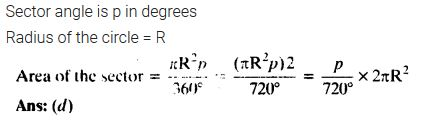 Sector angle is p in degrees
Radius of the circle = R
Area of the sector = πR²p / 360° = (πR²p)2 / 720° = p / 720° × 2πR²
Ans: (d)